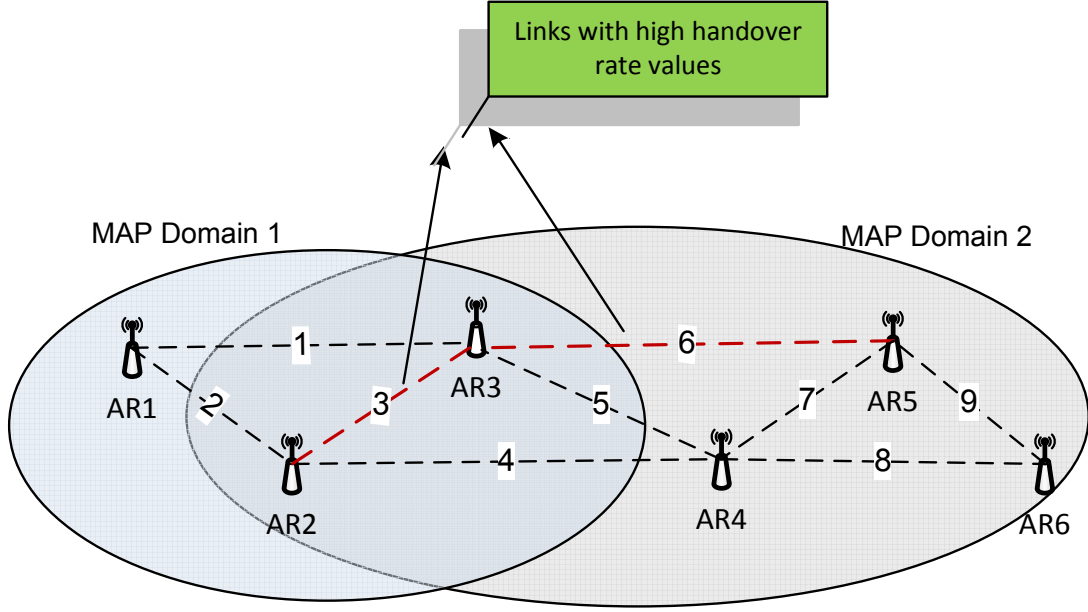 Links with high handover
rate values
MAP Domain 1
MAP Domain 2
1
6
AR3
AR1
2
3
5
7
AR5
9
4
8
AR2
AR4
AR6